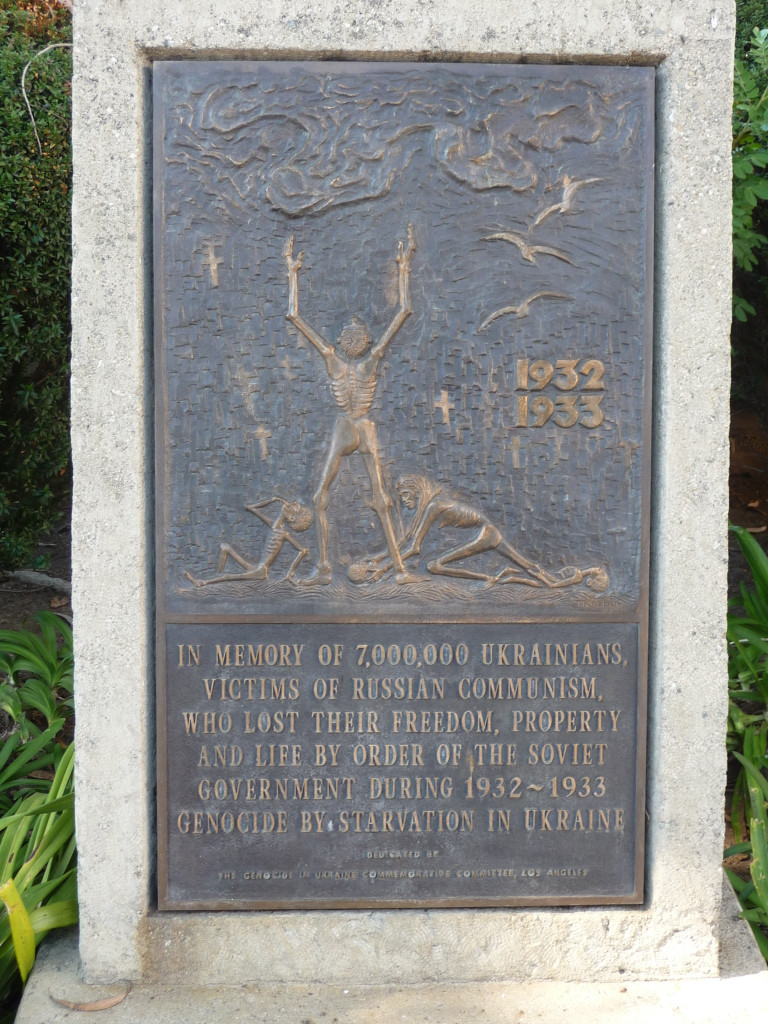 1932
1933
IN MEMORY OF 7,000,000 UKRAINIANS,
VICTIMS OF RUSSIAN COMMUNISM,
WHO LOST THEIR FREEDOM, PROPERTY
AND LIFE BY ORDER OF THE SOVIET
GOVERNMENT DURING 1932~1933
GENOCIDE BY STARVATION IN UKRAINE
DEDICATED BY
THE GENOCIDE IN UKRAINE COMMEMORATIVE COMMITTEE, LOS ANGELES